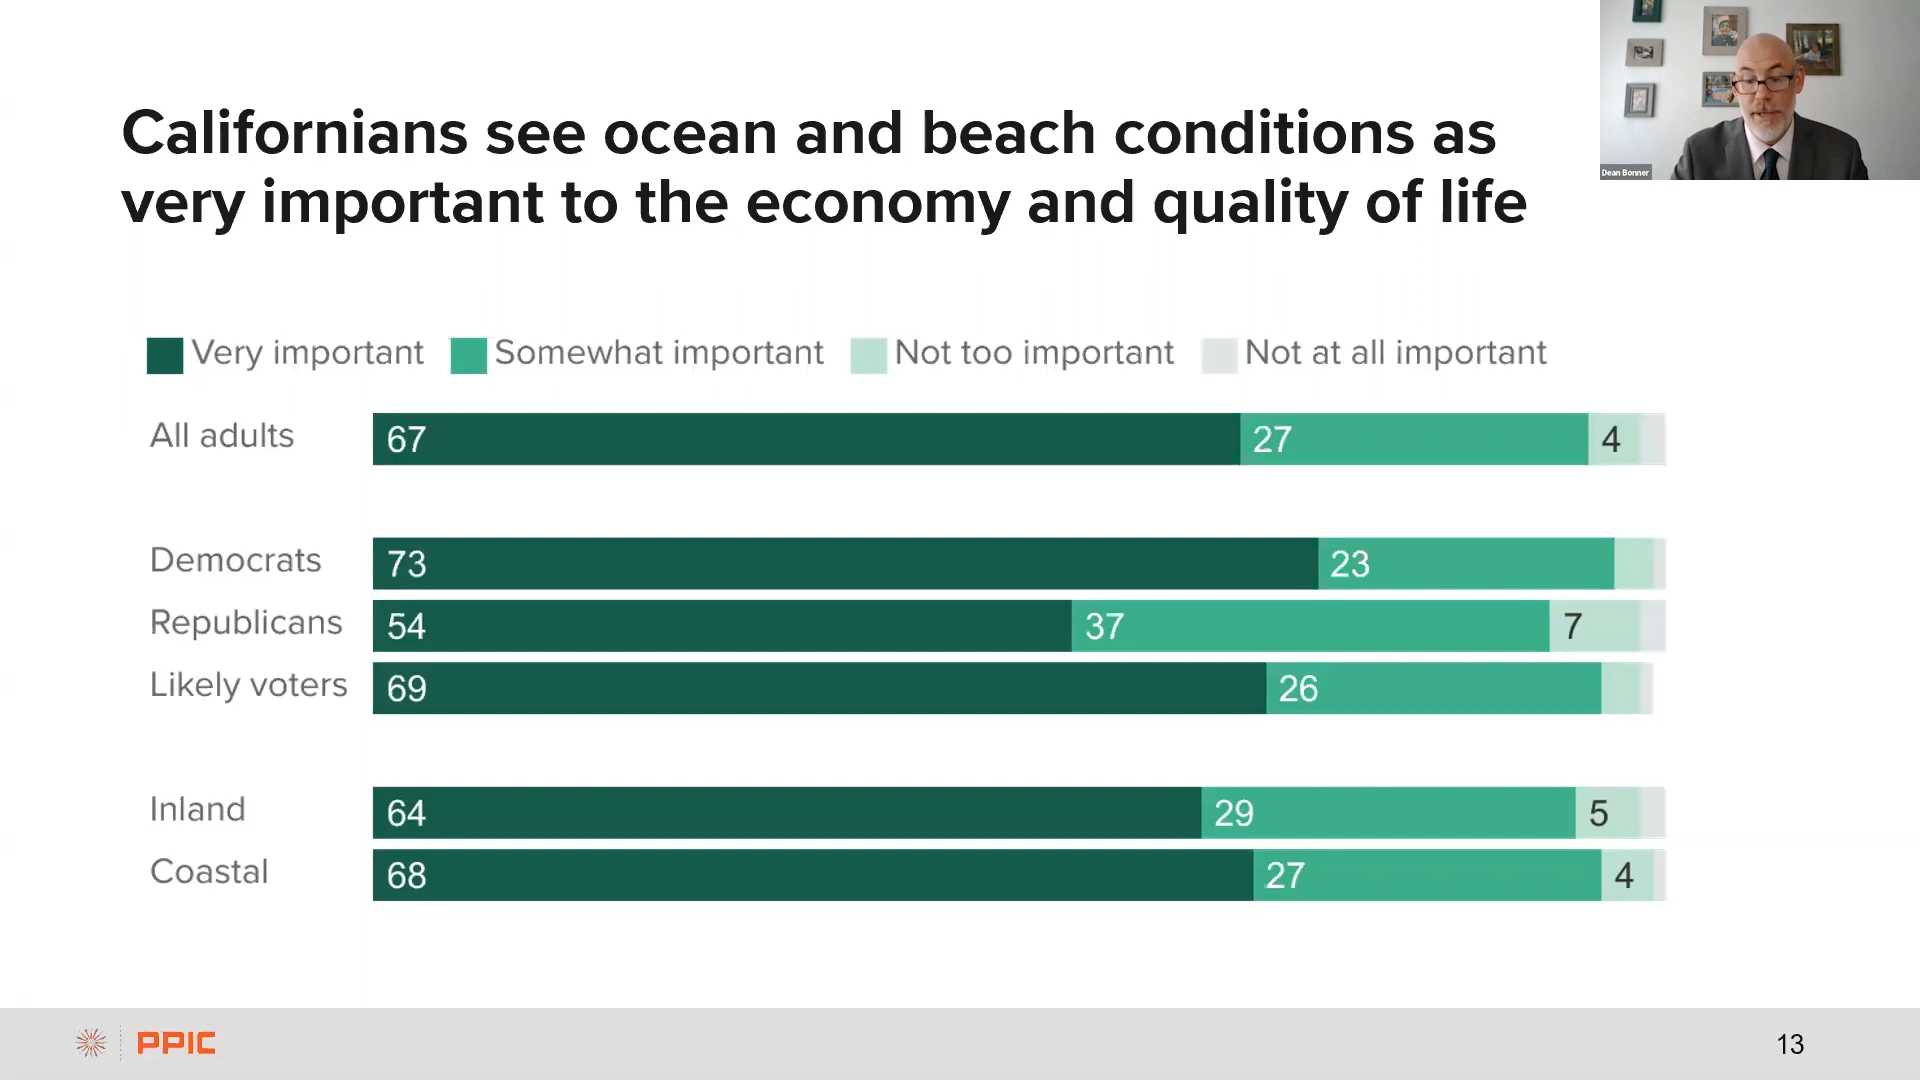 Californians see ocean and beach conditions as
very important to the economy and quality of life
Dean Bonner
Very important Somewhat important Not too important Not at all important
All adults 67 27 4
Democrats 73 23
Republicans 54 37 7
Likely voters 69 26
Inland 64 29 5
Coastal 68 27 4
PPIC
13